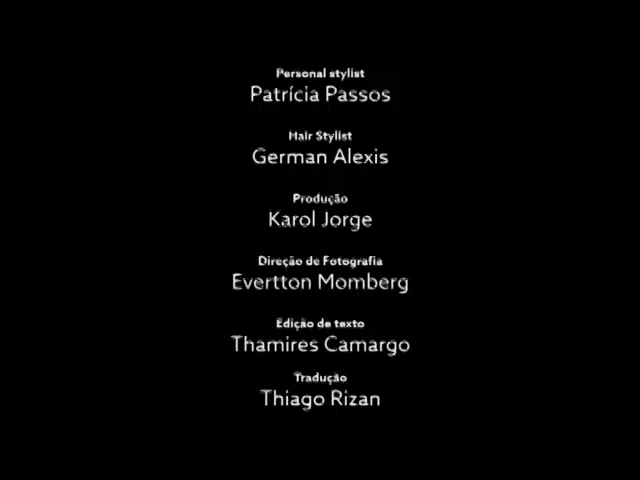 Personal stylist
Patrícia Passos
Hair Stylist
German Alexis
Produção
Karol Jorge
Direção de Fotografia
Evertton Momberg
Edição de texto
Thamires Camargo
Tradução
Thiago Rizan